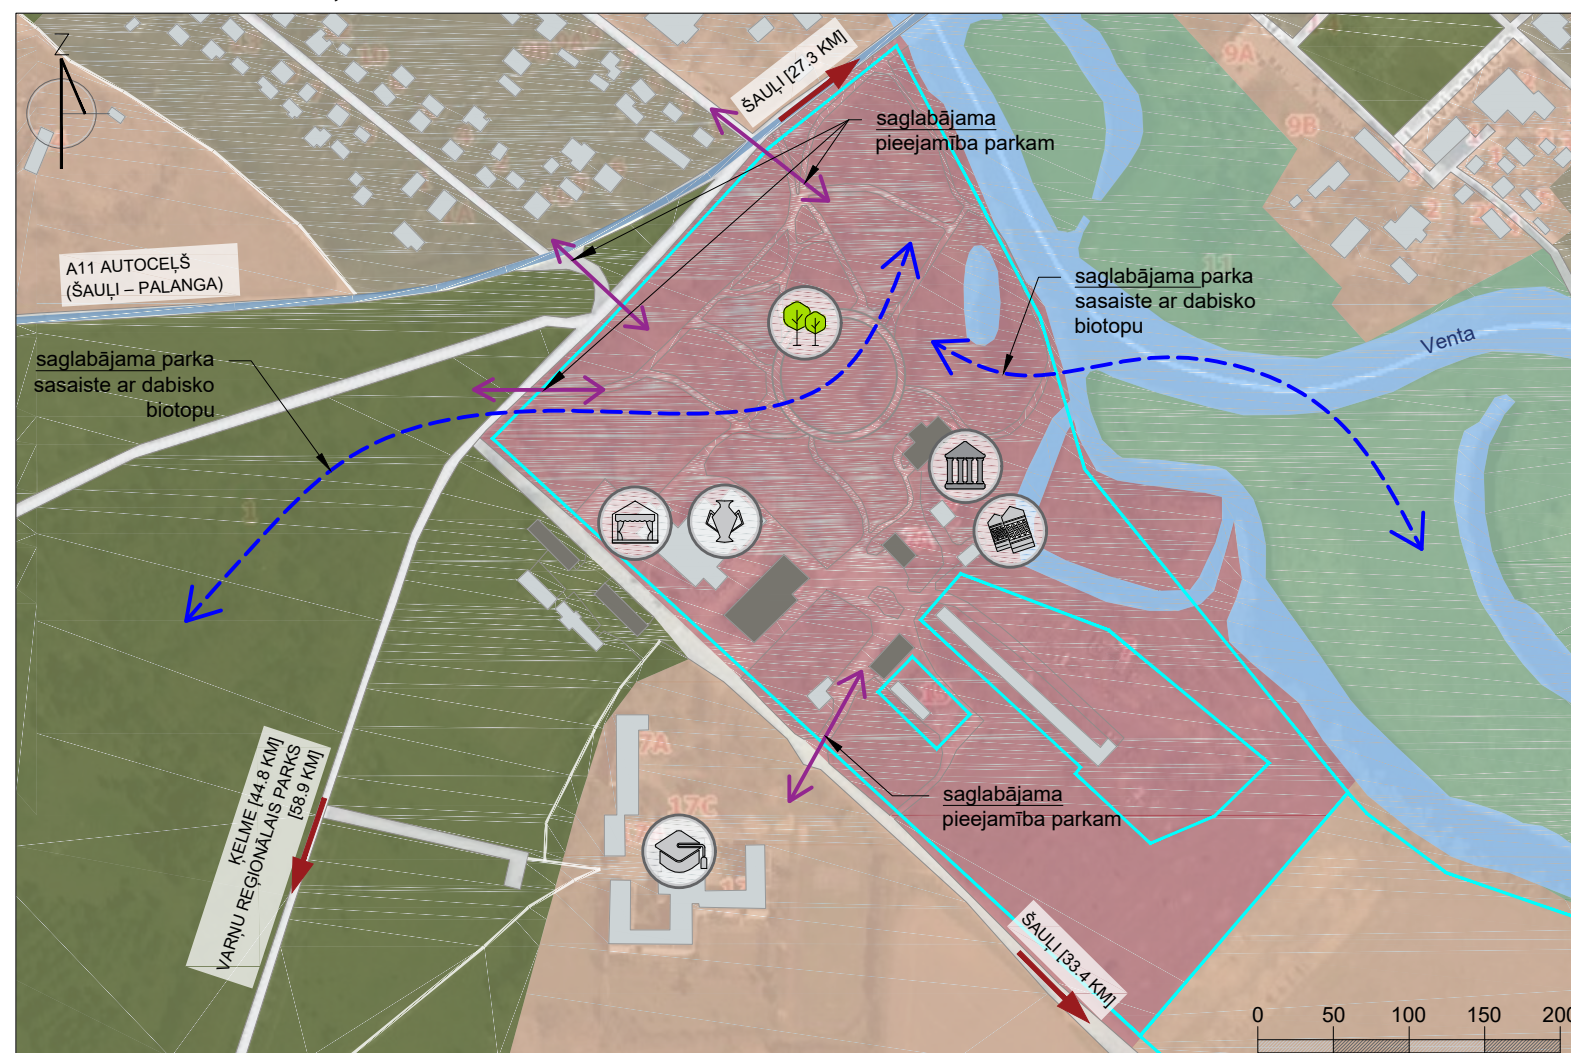 Z
ŠAUĻI [27.3 KM]
saglabājama
pieejamība parkam
9A
9B
11
A11 AUTOCEĻŠ
(ŠAUĻI – PALANGA)
saglabājama parka
sasaiste ar dabisko
biotopu
Venta
saglabājama parka
sasaiste ar dabisko
biotopu
1
ĶELME [44.8 KM]
VARŅU REĢIONĀLAIS PARKS
[58.9 KM]
7A
17C
saglabājama
pieejamība parkam
ŠAUĻI [33.4 KM]
0 50 100 150 200